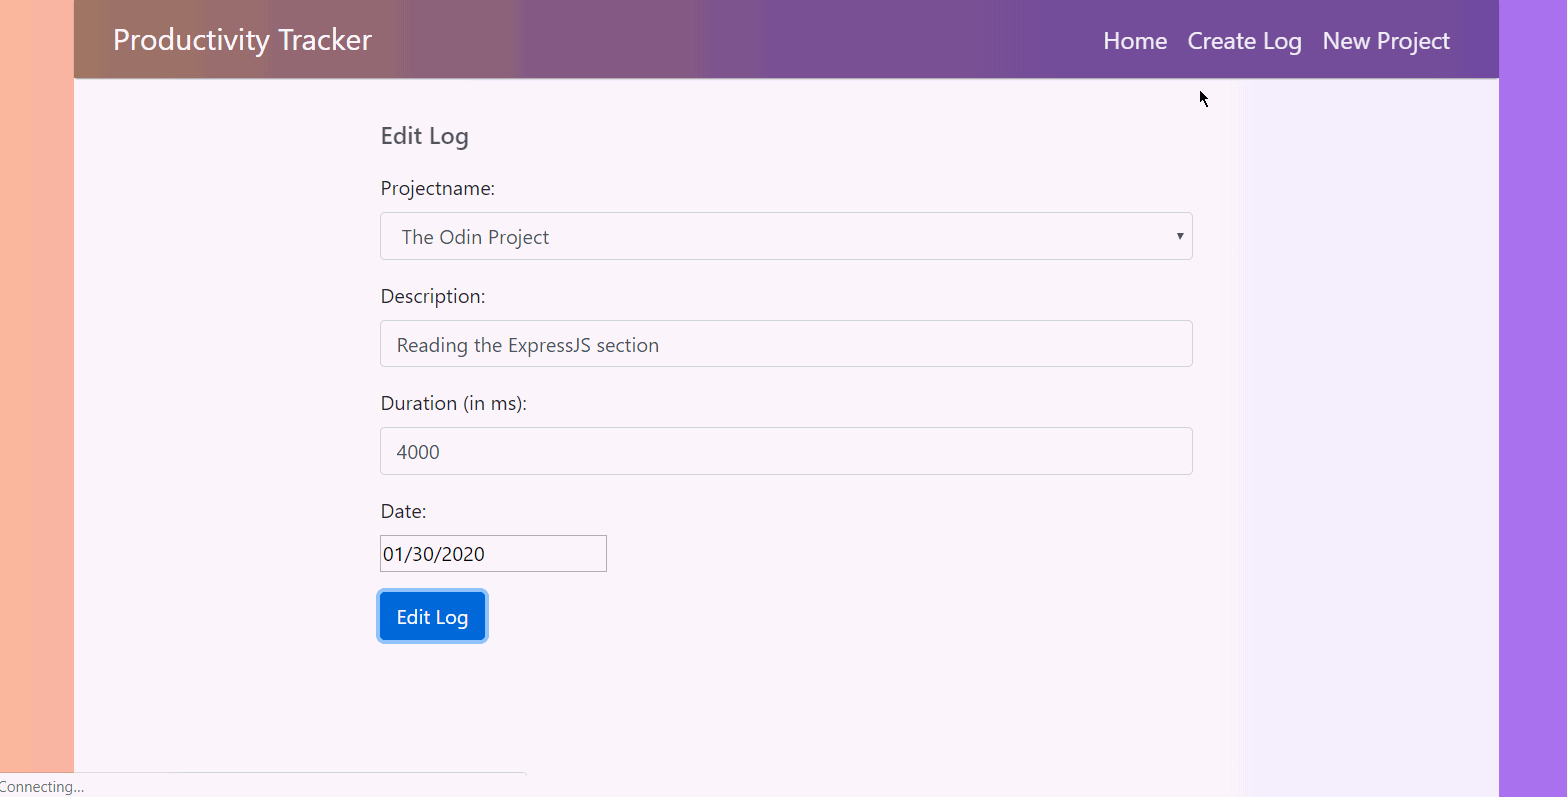 Productivity Tracker
Home Create Log New Project
Edit Log
Projectname:
The Odin Project
Description:
Reading the ExpressJS section
Duration (in ms):
4000
Date:
01/30/2020
Edit Log
Connecting...